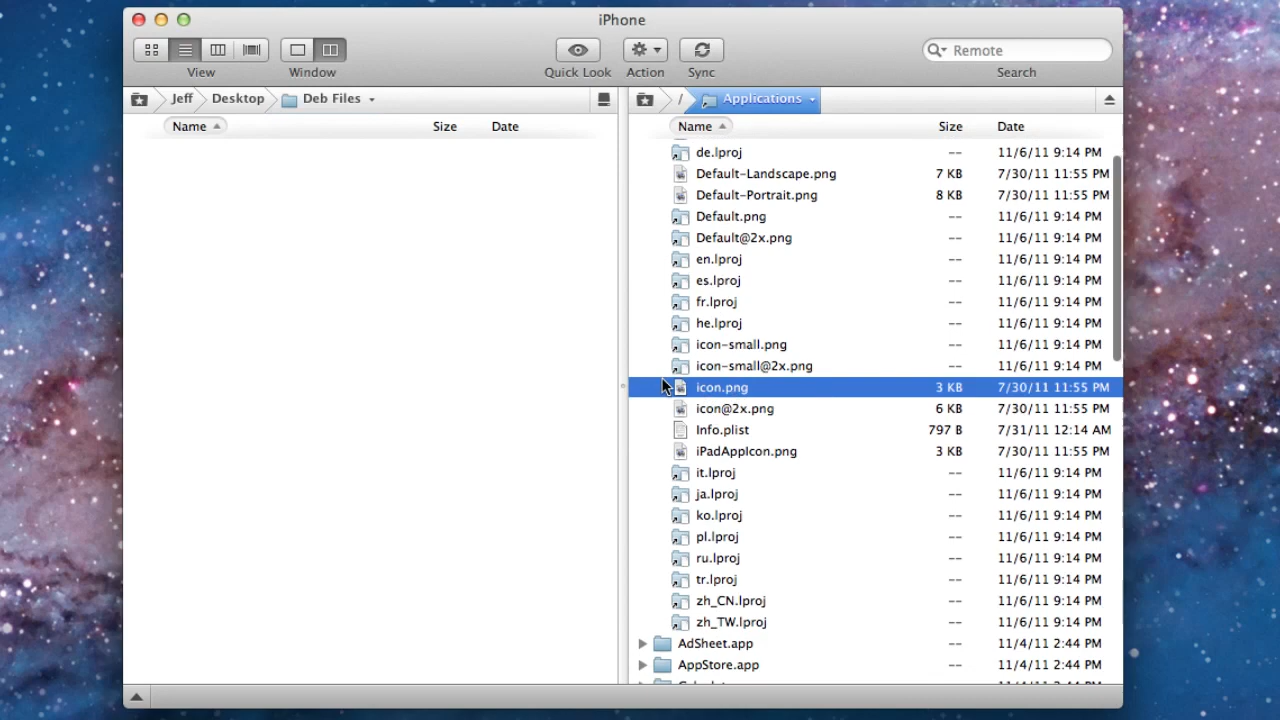 iPhone
Remote
View
Window
Quick Look
Action
Sync
Search
Jeff Desktop Deb Files
/ Applications
Name Size Date
Name Size Date
de.lproj -- 11/6/11 9:14 PM
Default-Landscape.png 7 KB 7/30/11 11:55 PM
Default-Portrait.png 8 KB 7/30/11 11:55 PM
Default.png -- 11/6/11 9:14 PM
Default@2x.png -- 11/6/11 9:14 PM
en.lproj -- 11/6/11 9:14 PM
es.lproj -- 11/6/11 9:14 PM
fr.lproj -- 11/6/11 9:14 PM
he.lproj -- 11/6/11 9:14 PM
icon-small.png -- 11/6/11 9:14 PM
icon-small@2x.png -- 11/6/11 9:14 PM
icon.png 3 KB 7/30/11 11:55 PM
icon@2x.png 6 KB 7/30/11 11:55 PM
Info.plist 797 B 7/31/11 12:14 AM
iPadAppIcon.png 3 KB 7/30/11 11:55 PM
it.lproj -- 11/6/11 9:14 PM
ja.lproj -- 11/6/11 9:14 PM
ko.lproj -- 11/6/11 9:14 PM
pl.lproj -- 11/6/11 9:14 PM
ru.lproj -- 11/6/11 9:14 PM
tr.lproj -- 11/6/11 9:14 PM
zh_CN.lproj -- 11/6/11 9:14 PM
zh_TW.lproj -- 11/6/11 9:14 PM
AdSheet.app -- 11/4/11 2:44 PM
AppStore.app -- 11/4/11 2:44 PM